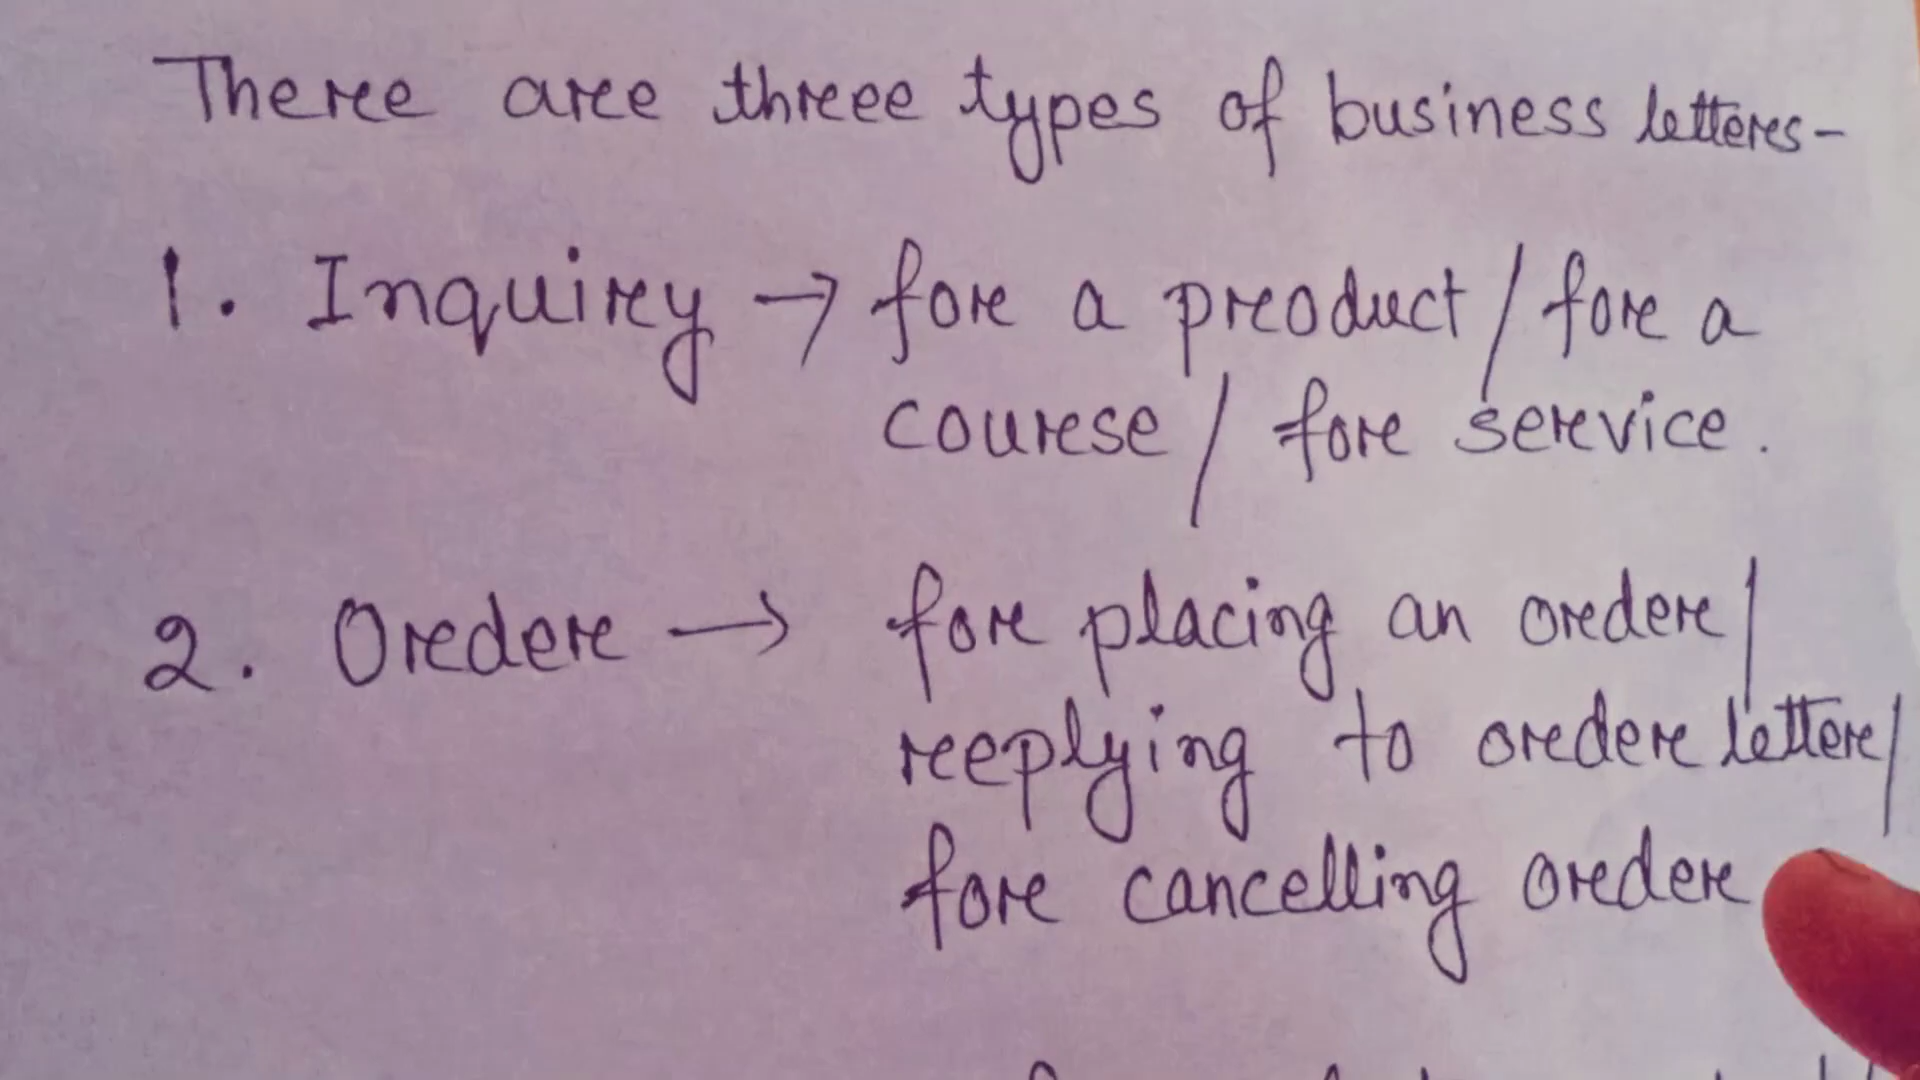 There are three types of business letters-
1. Inquiry → for a product / for a
course / for service.
2. Order → for placing an order /
replying to order letter /
for cancelling order